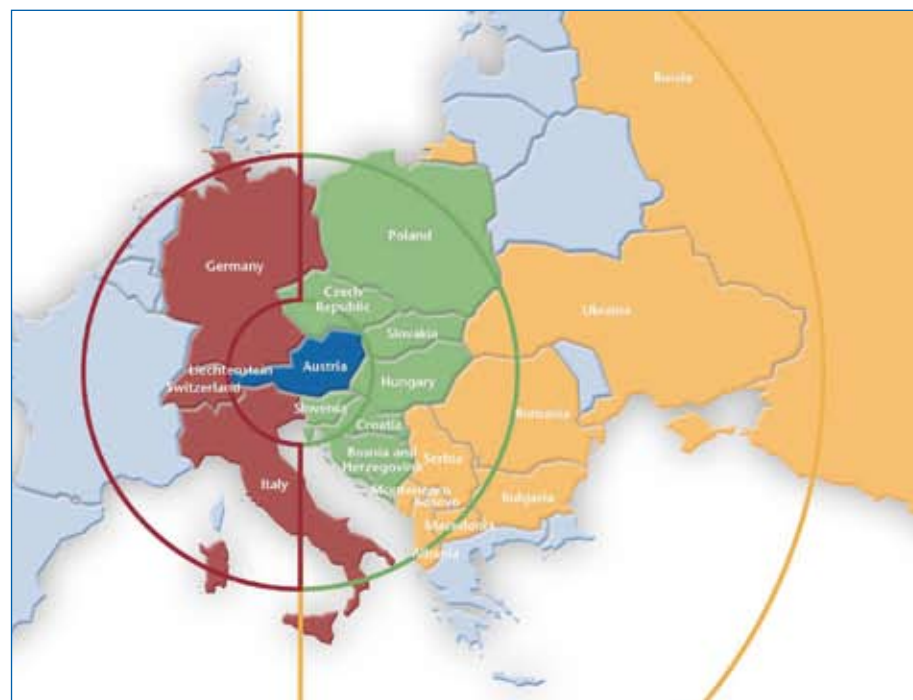 Russia
Poland
Germany
Czech
Republic
Ukraine
Slovakia
Austria
Liechtenstein
Switzerland
Hungary
Slovenia
Romania
Croatia
Bosnia and
Herzegovina
Serbia
Italy
Montenegro
Kosovo
Bulgaria
Macedonia
Albania